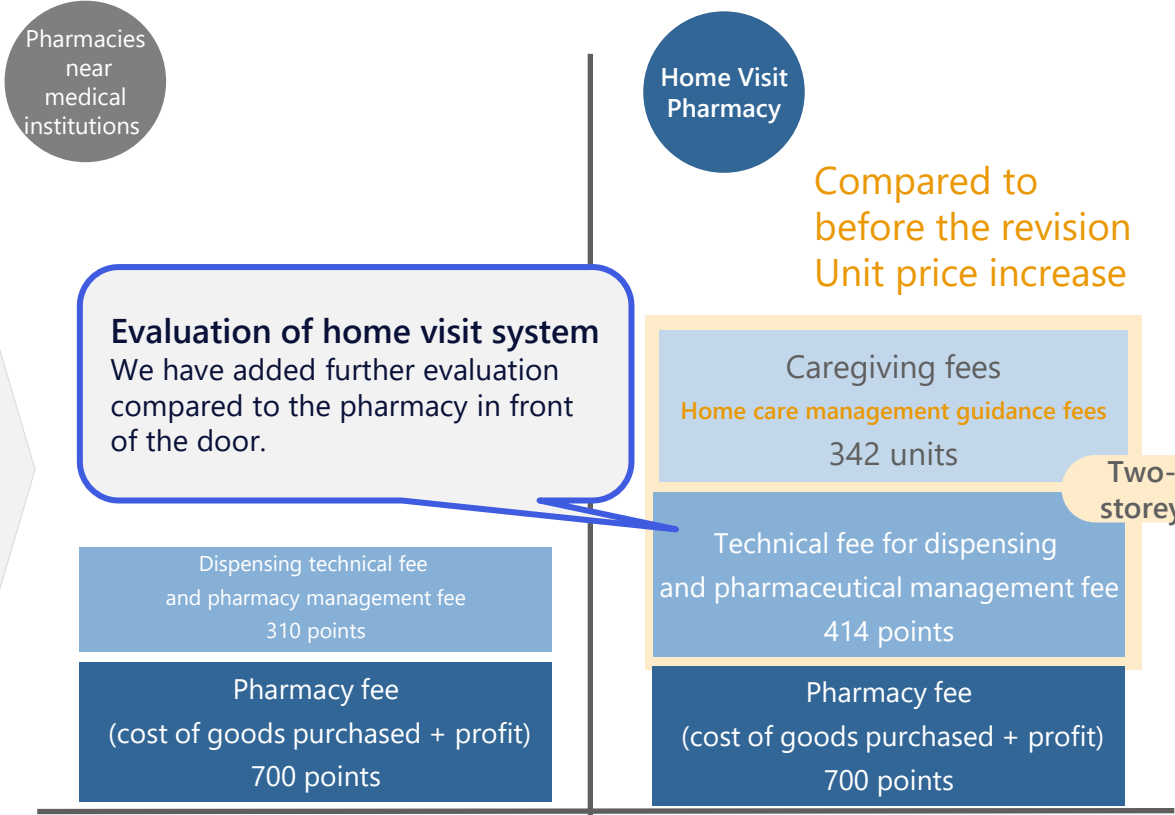 Pharmacies
near
medical
institutions
Home Visit
Pharmacy
Compared to
before the revision
Unit price increase
Evaluation of home visit system
We have added further evaluation
compared to the pharmacy in front
of the door.
Caregiving fees
Home care management guidance fees
342 units
Two-
storey
Technical fee for dispensing
and pharmaceutical management fee
414 points
Dispensing technical fee
and pharmacy management fee
310 points
Pharmacy fee
(cost of goods purchased + profit)
700 points
Pharmacy fee
(cost of goods purchased + profit)
700 points